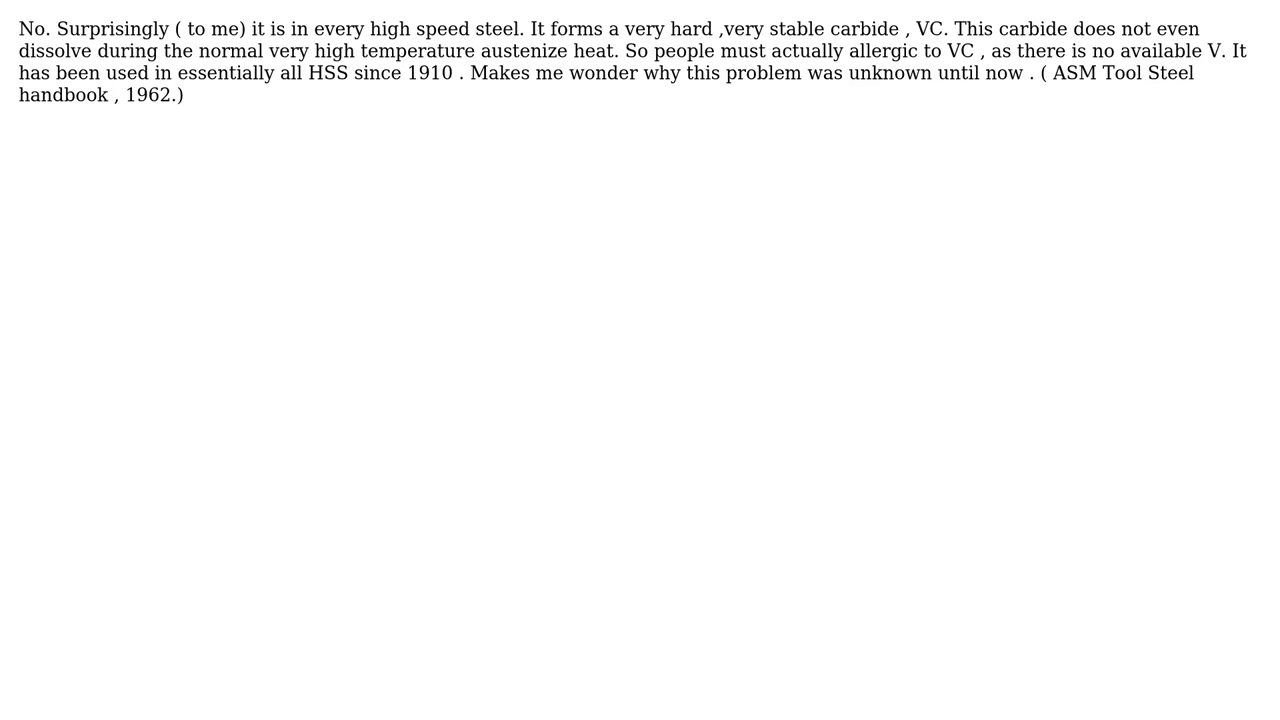 No. Surprisingly ( to me) it is in every high speed steel. It forms a very hard ,very stable carbide , VC. This carbide does not even
dissolve during the normal very high temperature austenize heat. So people must actually allergic to VC , as there is no available V. It
has been used in essentially all HSS since 1910 . Makes me wonder why this problem was unknown until now . ( ASM Tool Steel
handbook , 1962.)